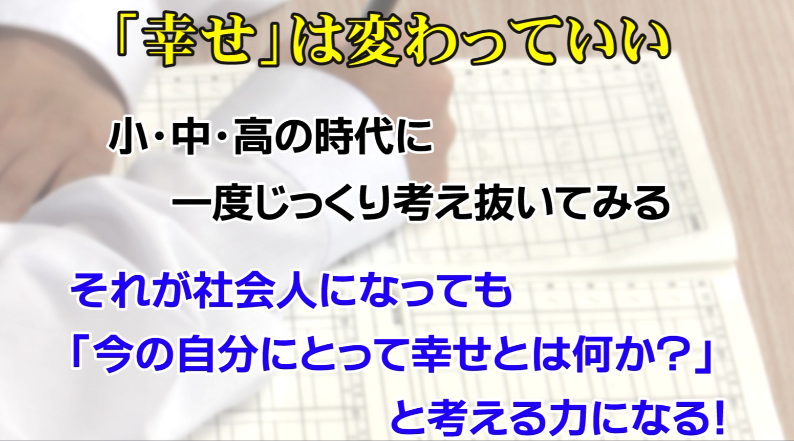 「幸せ」は変わっていい
小・中・高の時代に
一度じっくり考え抜いてみる
それが社会人になっても
「今の自分にとって幸せとは何か？」
と考える力になる！